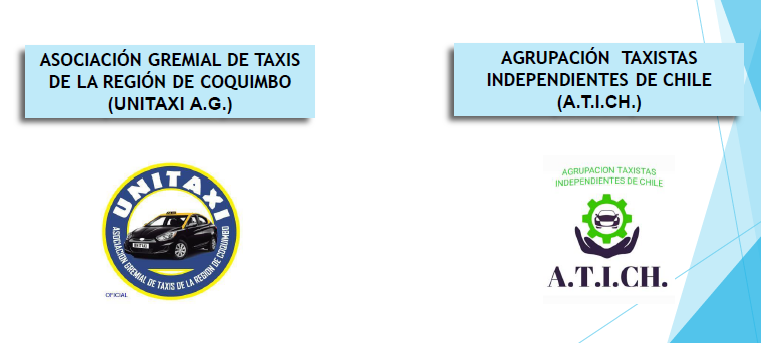 ASOCIACIÓN GREMIAL DE TAXIS
DE LA REGIÓN DE COQUIMBO
(UNITAXI A.G.)
UNITAXI
ASOCIACION GREMIAL DE TAXIS DE LA REGION DE COQUIMBO
OFICIAL
AGRUPACIÓN TAXISTAS
INDEPENDIENTES DE CHILE
(A.T.I.CH.)
AGRUPACION TAXISTAS
INDEPENDIENTES DE CHILE
A.T.I.CH.